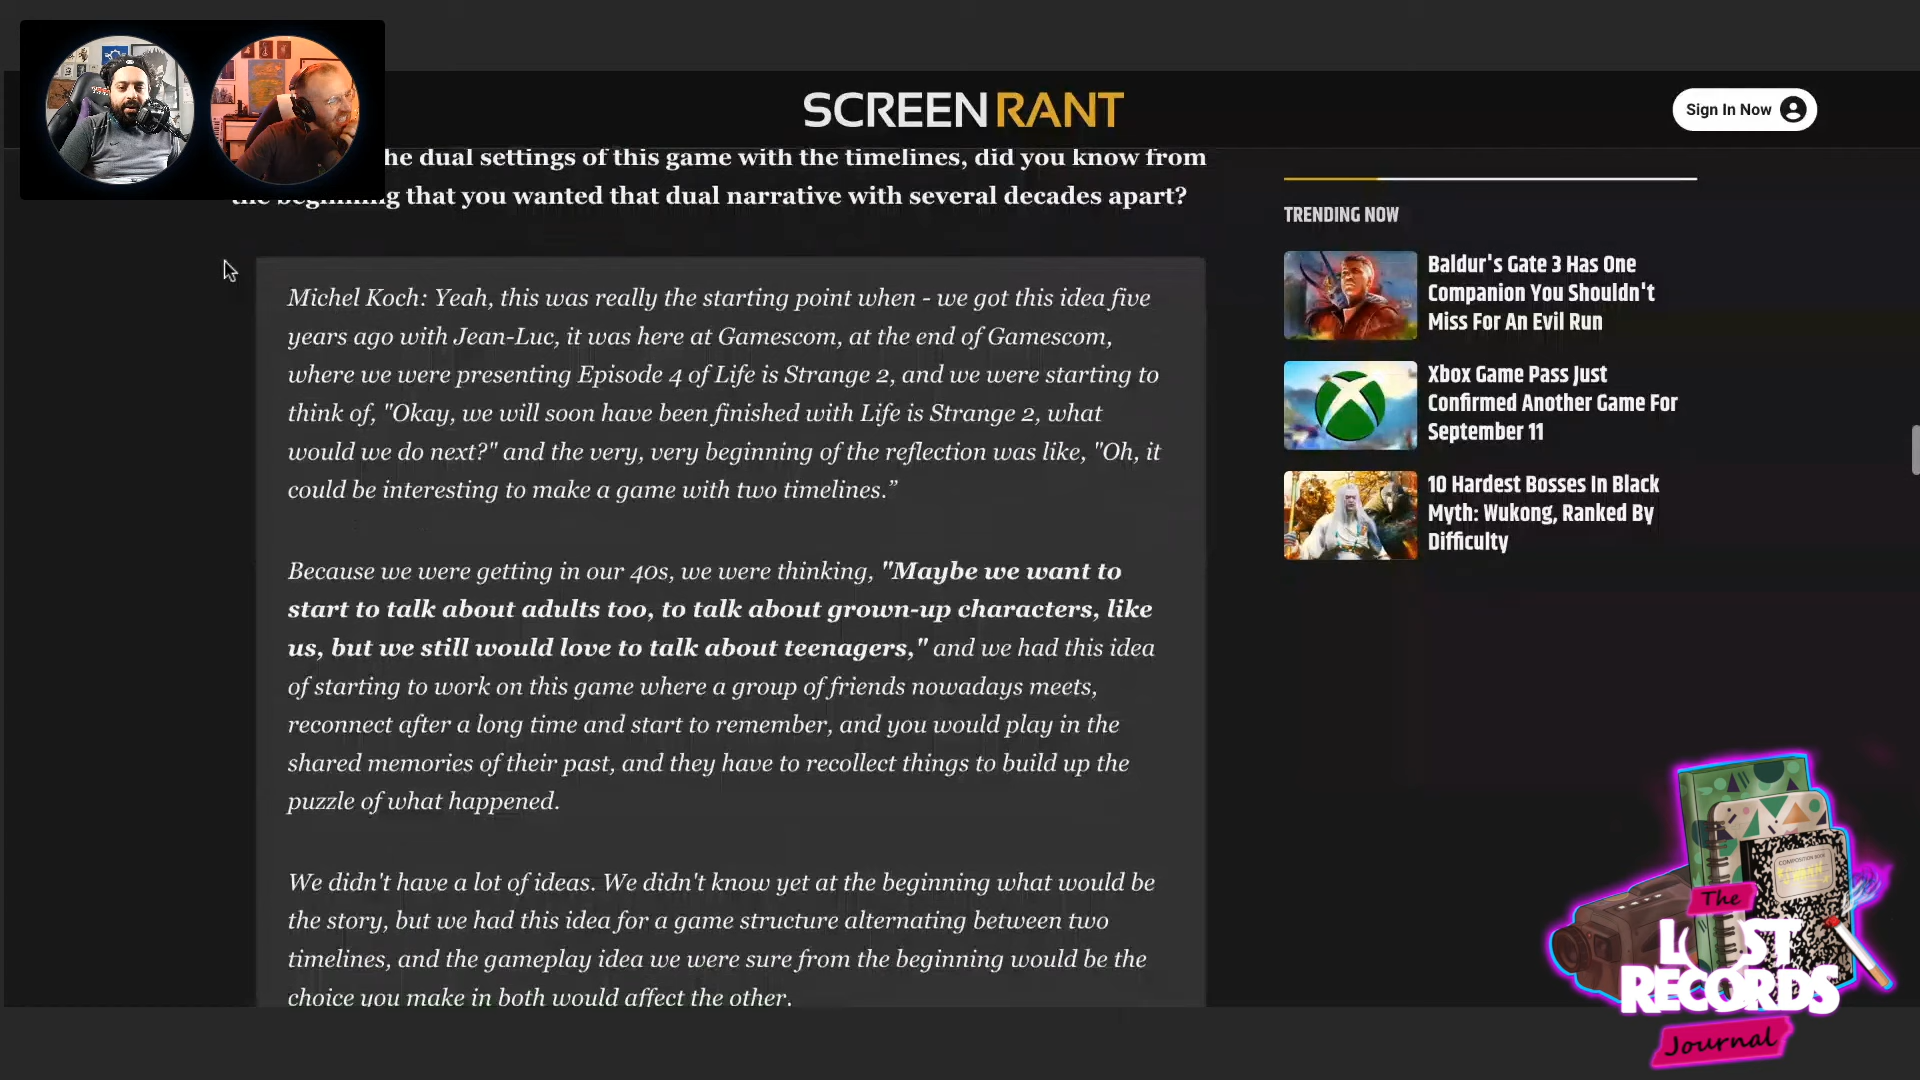 SCREENRANT
Sign In Now
he dual settings of this game with the timelines, did you know from
the beginning that you wanted that dual narrative with several decades apart?
Michel Koch: Yeah, this was really the starting point when - we got this idea five
years ago with Jean-Luc, it was here at Gamescom, at the end of Gamescom,
where we were presenting Episode 4 of Life is Strange 2, and we were starting to
think of, "Okay, we will soon have been finished with Life is Strange 2, what
would we do next?" and the very, very beginning of the reflection was like, "Oh, it
could be interesting to make a game with two timelines.”
Because we were getting in our 40s, we were thinking, "Maybe we want to
start to talk about adults too, to talk about grown-up characters, like
us, but we still would love to talk about teenagers," and we had this idea
of starting to work on this game where a group of friends nowadays meets,
reconnect after a long time and start to remember, and you would play in the
shared memories of their past, and they have to recollect things to build up the
puzzle of what happened.
We didn't have a lot of ideas. We didn't know yet at the beginning what would be
the story, but we had this idea for a game structure alternating between two
timelines, and the gameplay idea we were sure from the beginning would be the
choice you make in both would affect the other.
TRENDING NOW
Baldur's Gate 3 Has One
Companion You Shouldn't
Miss For An Evil Run
Xbox Game Pass Just
Confirmed Another Game For
September 11
10 Hardest Bosses In Black
Myth: Wukong, Ranked By
Difficulty
COMPOSITION BOOK
The
LOST
RECORDS
Journal